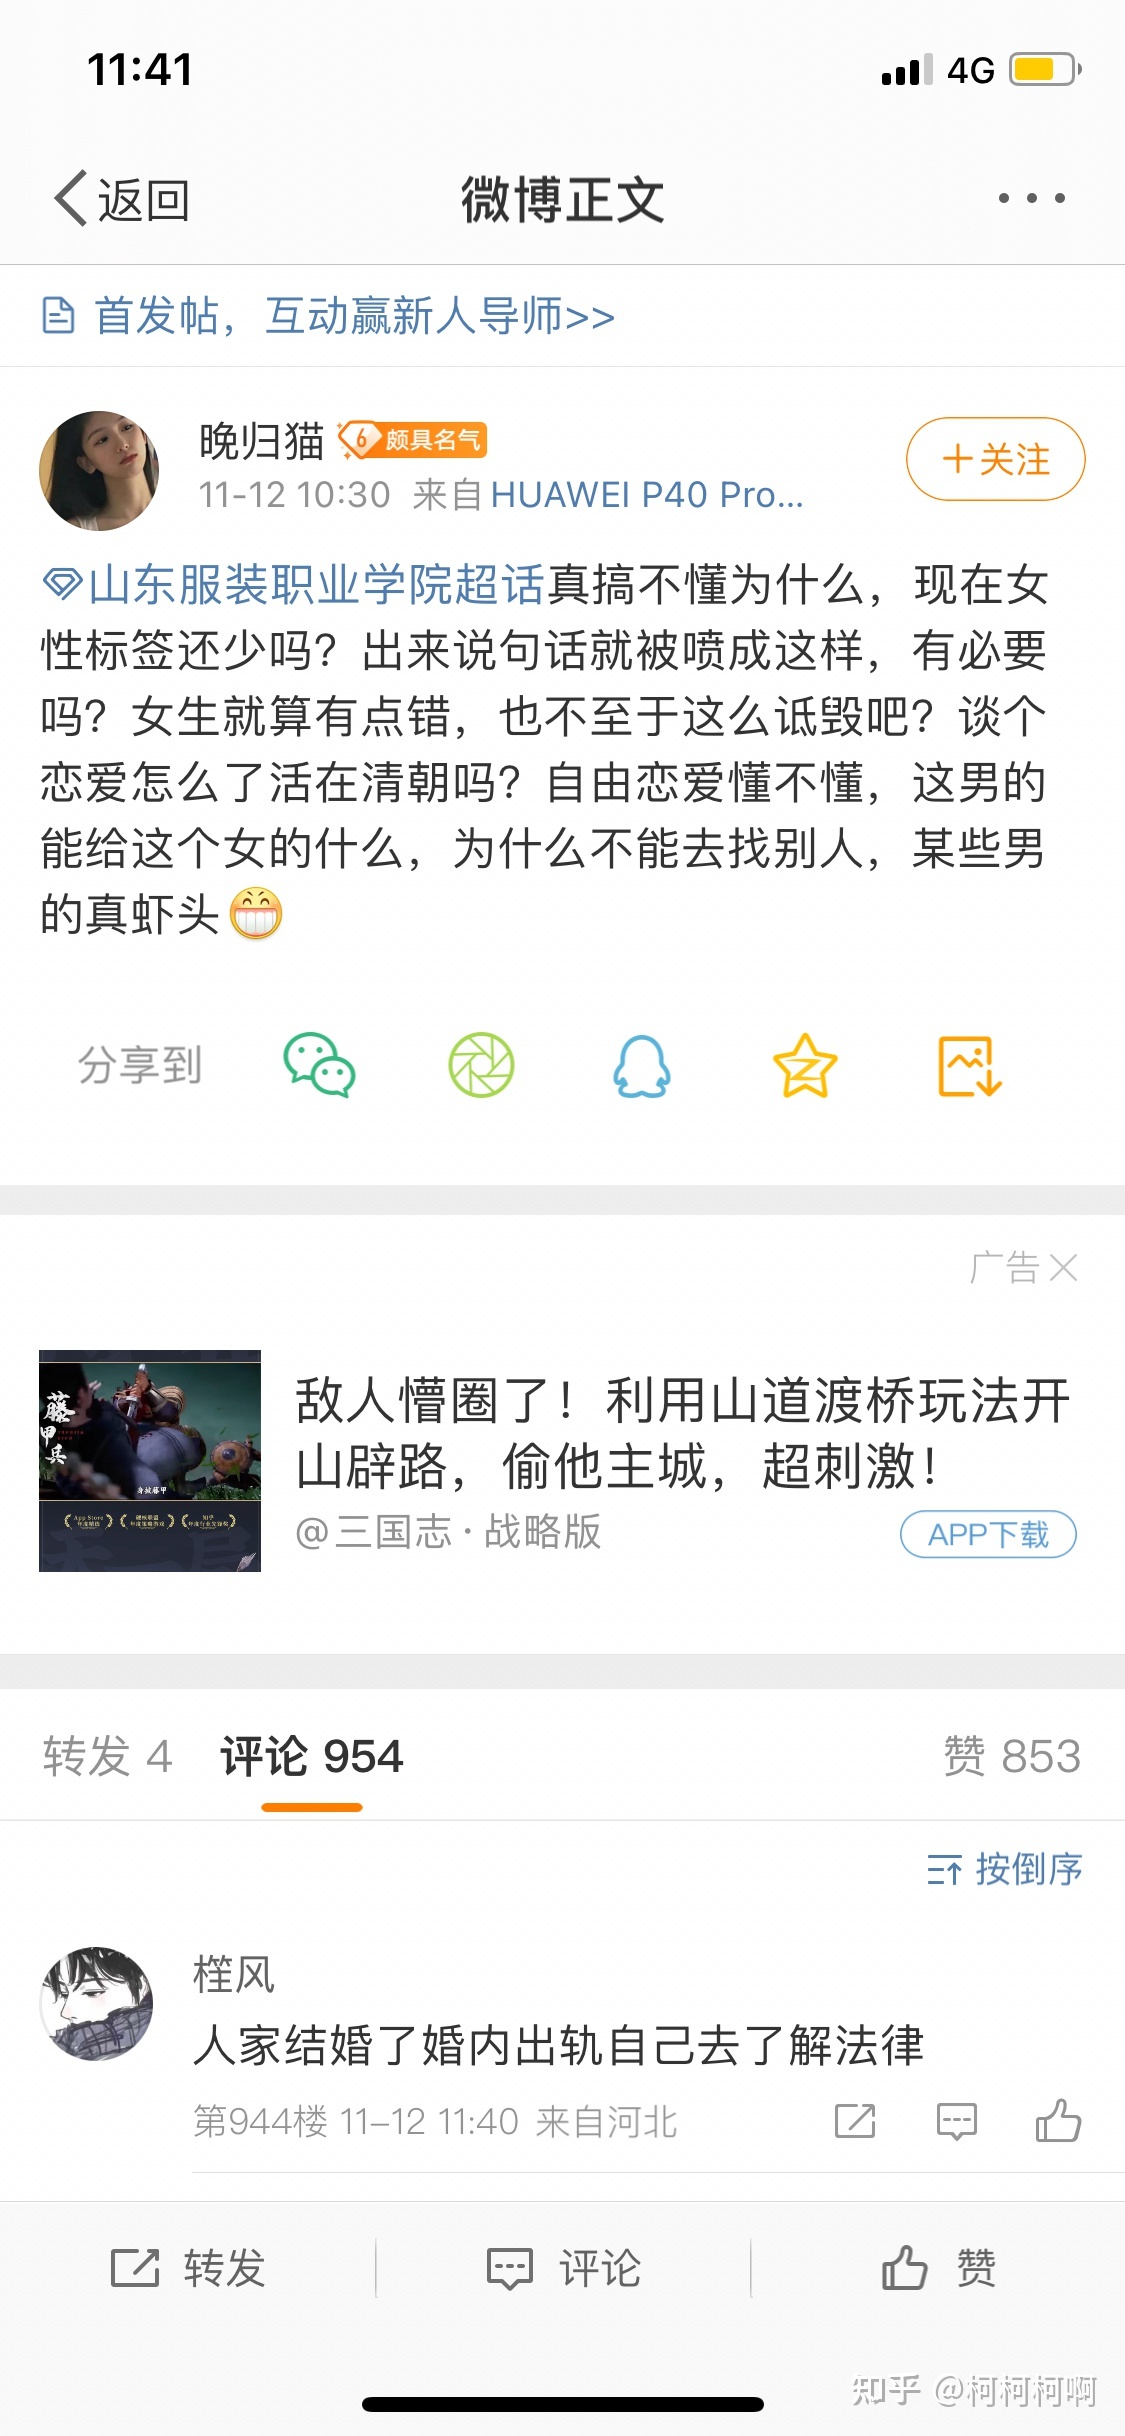 11:41
4G
返回
微博正文
首发帖，互动赢新人导师>>
晚归猫
6 颇具名气
11-12 10:30 来自 HUAWEI P40 Pro...
＋关注
山东服装职业学院超话真搞不懂为什么，现在女
性标签还少吗？出来说句话就被喷成这样，有必要
吗？女生就算有点错，也不至于这么诋毁吧？谈个
恋爱怎么了活在清朝吗？自由恋爱懂不懂，这男的
能给这个女的什么，为什么不能去找别人，某些男
的真虾头
分享到
广告
藤甲兵
身披藤甲
App Store
敌人懵圈了！利用山道渡桥玩法开
山辟路，偷他主城，超刺激！
@三国志·战略版
APP下载
转发 4
评论 954
赞 853
按倒序
桎风
人家结婚了婚内出轨自己去了解法律
第944楼 11-12 11:40 来自河北
转发
评论
赞
知乎 @柯柯柯啊